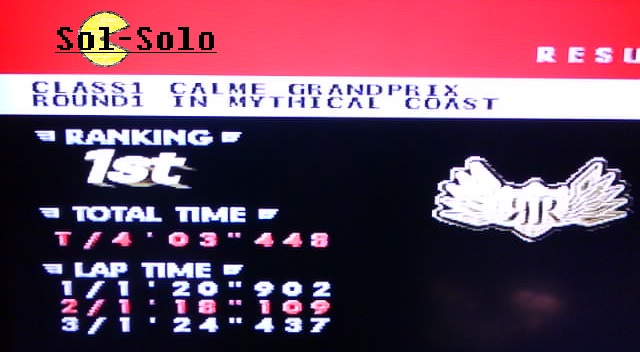 Sol-Solo
RESU
CLASS1 CALME GRANDPRIX
ROUND1 IN MYTHICAL COAST
RANKING
1st
TOTAL TIME
T/4'03"448
LAP TIME
1/1'20"902
2/1'18"109
3/1'24"437
RR